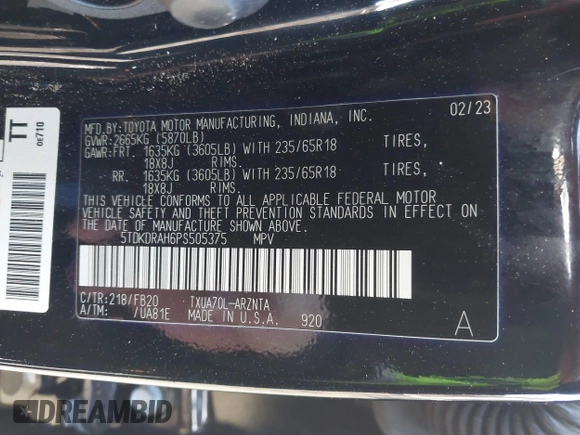 MFD.BY:TOYOTA MOTOR MANUFACTURING, INDIANA, INC. 02/23
GVWR:2665KG (5870LB)
GAWR:FRT. 1635KG (3605LB) WITH 235/65R18 TIRES,
18X8J RIMS.
RR. 1635KG (3605LB) WITH 235/65R18 TIRES,
18X8J RIMS.
THIS VEHICLE CONFORMS TO ALL APPLICABLE FEDERAL MOTOR
VEHICLE SAFETY AND THEFT PREVENTION STANDARDS IN EFFECT ON
THE DATE OF MANUFACTURE SHOWN ABOVE.
5TDKDRAH6PS505375 MPV
C/TR:218/FB20 TXUA70L-ARZNTA
A/TM: /UA81E MADE IN U.S.A. 920
A
TT
0E710
DREAMBID